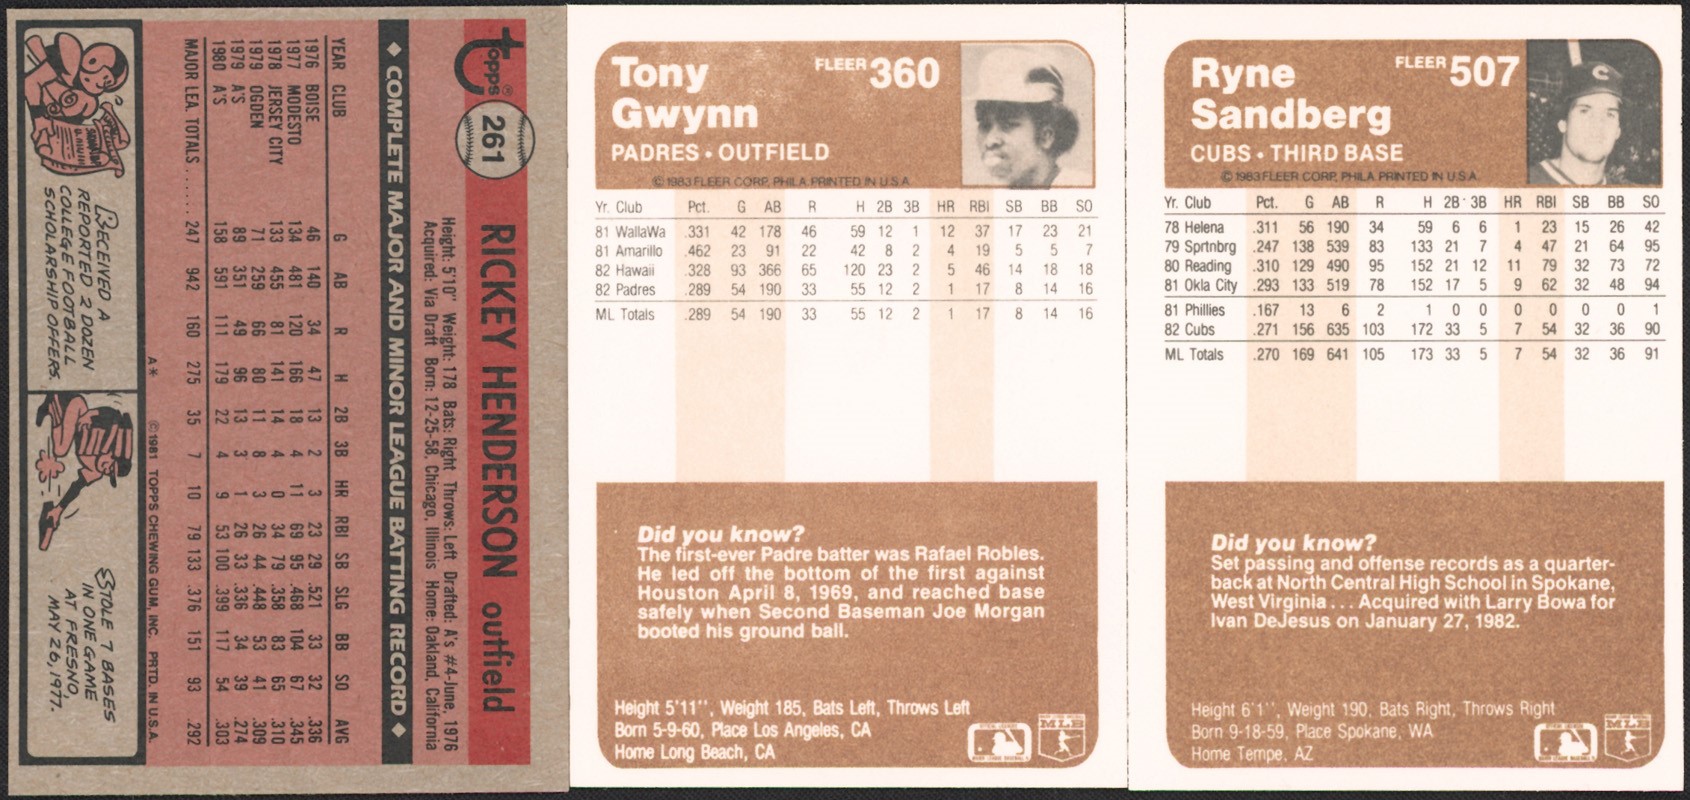 topps® 261 RICKEY HENDERSON outfield
Height: 5'10" Weight: 178 Bats: Right Throws: Left Drafted: A's #4-June, 1976
Acquired: Via Draft Born: 12-25-58, Chicago, Illinois Home: Oakland, California
◆ COMPLETE MAJOR AND MINOR LEAGUE BATTING RECORD ◆
YEAR CLUB G AB R H 2B 3B HR RBI SB SLG BB SO AVG
1976 BOISE 46 140 34 47 13 2 3 23 29 .521 33 32 .336
1977 MODESTO 134 481 120 166 18 4 11 69 95 .468 104 67 .345
1978 JERSEY CITY 133 455 81 141 14 4 0 34 79 .358 83 65 .310
1979 OGDEN 71 259 66 80 11 8 3 26 44 .448 53 41 .309
1979 A'S 89 351 49 96 13 3 1 26 33 .336 34 39 .274
1980 A'S 158 591 111 179 22 4 9 53 100 .399 117 54 .303
MAJOR LEA. TOTALS...... 247 942 160 275 35 7 10 79 133 .376 151 93 .292
A* ©1981 TOPPS CHEWING GUM, INC. PRTD. IN U.S.A.
RECEIVED A
REPORTED 2 DOZEN
COLLEGE FOOTBALL
SCHOLARSHIP OFFERS.
STOLE 7 BASES
IN ONE GAME
AT FRESNO,
MAY 26, 1977.
Tony
Gwynn
FLEER 360
PADRES • OUTFIELD
© 1983 FLEER CORP., PHILA. PRINTED IN U.S.A.
Yr. Club Pct. G AB R H 2B 3B HR RBI SB BB SO
81 WallaWa .331 42 178 46 59 12 1 12 37 17 23 21
81 Amarillo .462 23 91 22 42 8 2 4 19 5 5 7
82 Hawaii .328 93 366 65 120 23 2 5 46 14 18 18
82 Padres .289 54 190 33 55 12 2 1 17 8 14 16
ML Totals .289 54 190 33 55 12 2 1 17 8 14 16
Did you know?
The first-ever Padre batter was Rafael Robles.
He led off the bottom of the first against
Houston April 8, 1969, and reached base
safely when Second Baseman Joe Morgan
booted his ground ball.
Height 5'11'', Weight 185, Bats Left, Throws Left
Born 5-9-60, Place Los Angeles, CA
Home Long Beach, CA
Ryne
Sandberg
FLEER 507
CUBS • THIRD BASE
© 1983 FLEER CORP., PHILA. PRINTED IN U.S.A.
Yr. Club Pct. G AB R H 2B 3B HR RBI SB BB SO
78 Helena .311 56 190 34 59 6 6 1 23 15 26 42
79 Sprtnbrg .247 138 539 83 133 21 7 4 47 21 64 95
80 Reading .310 129 490 95 152 21 12 11 79 32 73 72
81 Okla City .293 133 519 78 152 17 5 9 62 32 48 94
81 Phillies .167 13 6 2 1 0 0 0 0 0 0 1
82 Cubs .271 156 635 103 172 33 5 7 54 32 36 90
ML Totals .270 169 641 105 173 33 5 7 54 32 36 91
Did you know?
Set passing and offense records as a quarter-
back at North Central High School in Spokane,
West Virginia . . . Acquired with Larry Bowa for
Ivan DeJesus on January 27, 1982.
Height 6'1'', Weight 190, Bats Right, Throws Right
Born 9-18-59, Place Spokane, WA
Home Tempe, AZ